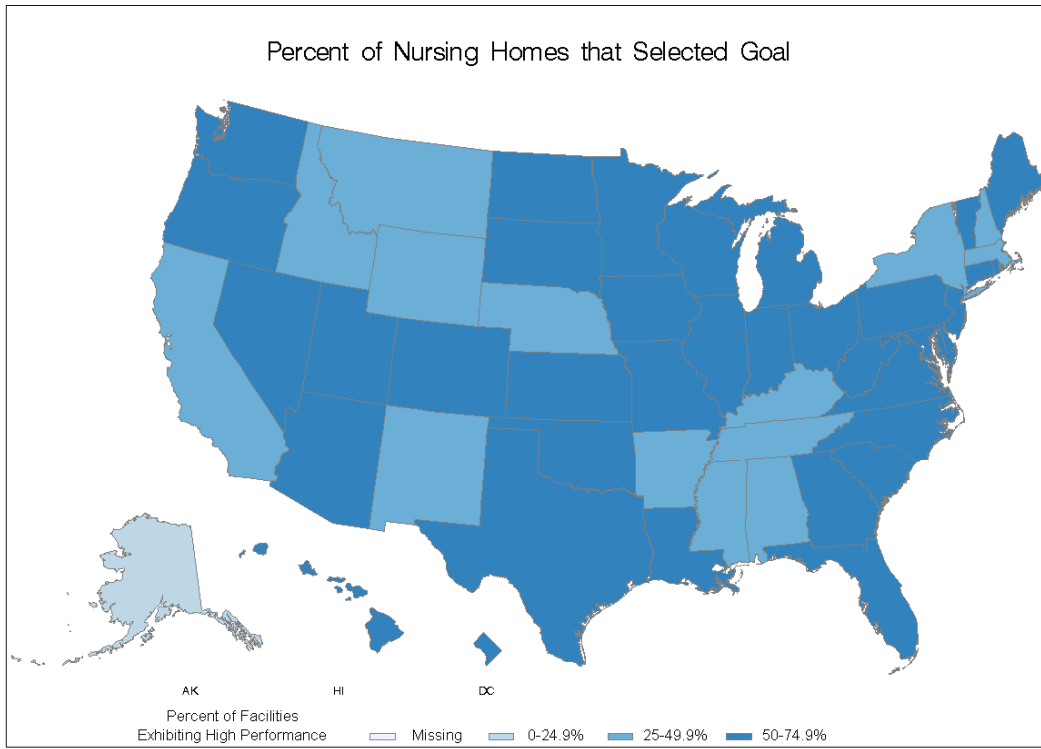 Percent of Nursing Homes that Selected Goal
AK HI DC
Percent of Facilities
Exhibiting High Performance Missing 0-24.9% 25-49.9% 50-74.9%